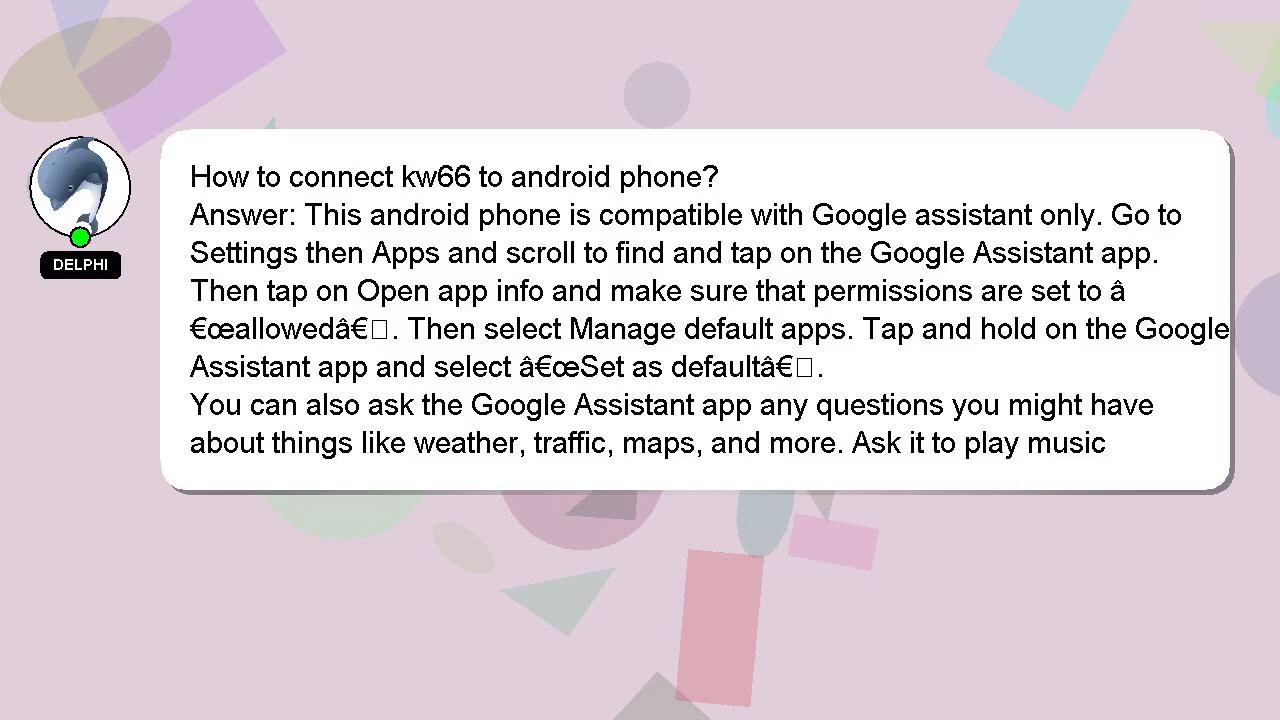 How to connect kw66 to android phone?
Answer: This android phone is compatible with Google assistant only. Go to
Settings then Apps and scroll to find and tap on the Google Assistant app.
Then tap on Open app info and make sure that permissions are set to â
€œallowedâ€□. Then select Manage default apps. Tap and hold on the Google
Assistant app and select â€œSet as defaultâ€□.
You can also ask the Google Assistant app any questions you might have
about things like weather, traffic, maps, and more. Ask it to play music
DELPHI